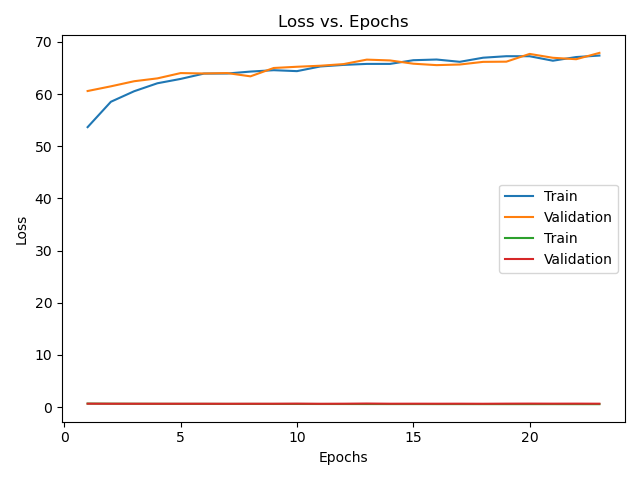 Loss vs. Epochs
70
60
50
40
30
20
10
0
Loss
Train
Validation
Train
Validation
0 5 10 15 20
Epochs